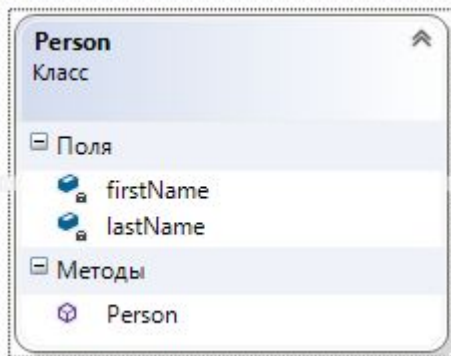 Person
Класс
Поля
firstName
lastName
Методы
Person